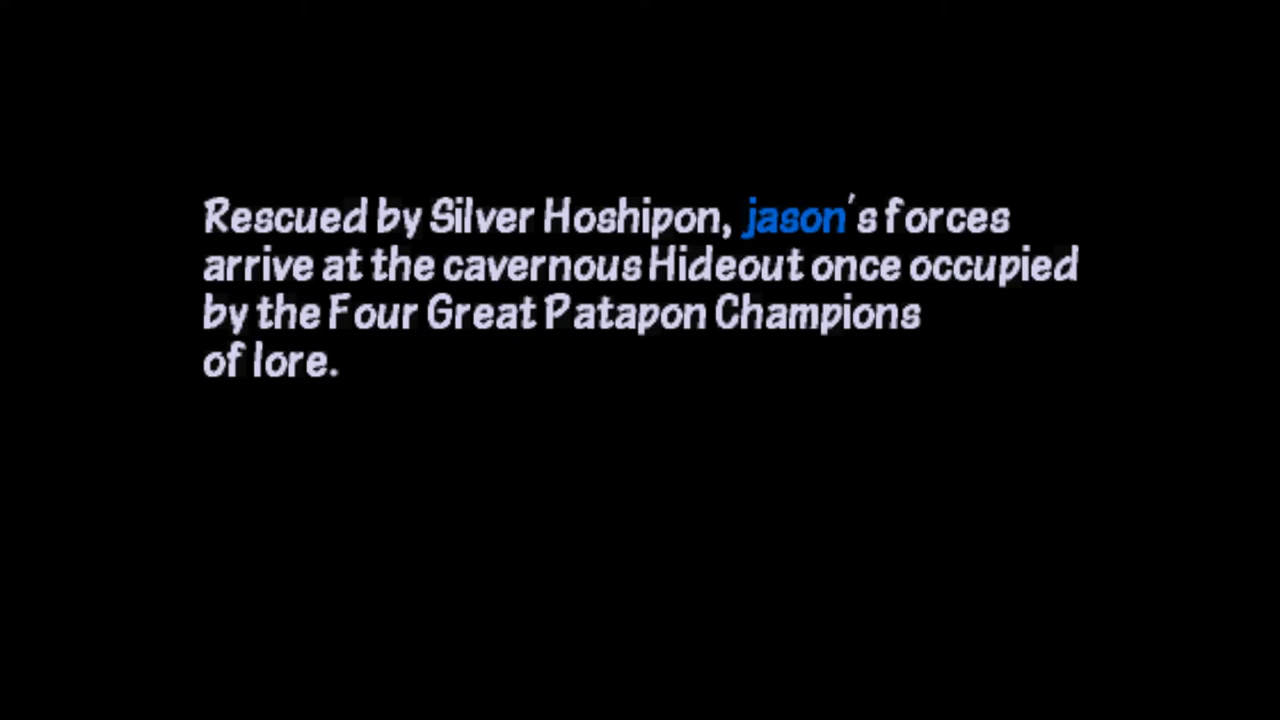 Rescued by Silver Hoshipon, jason's forces
arrive at the cavernous Hideout once occupied
by the Four Great Patapon Champions
of lore.